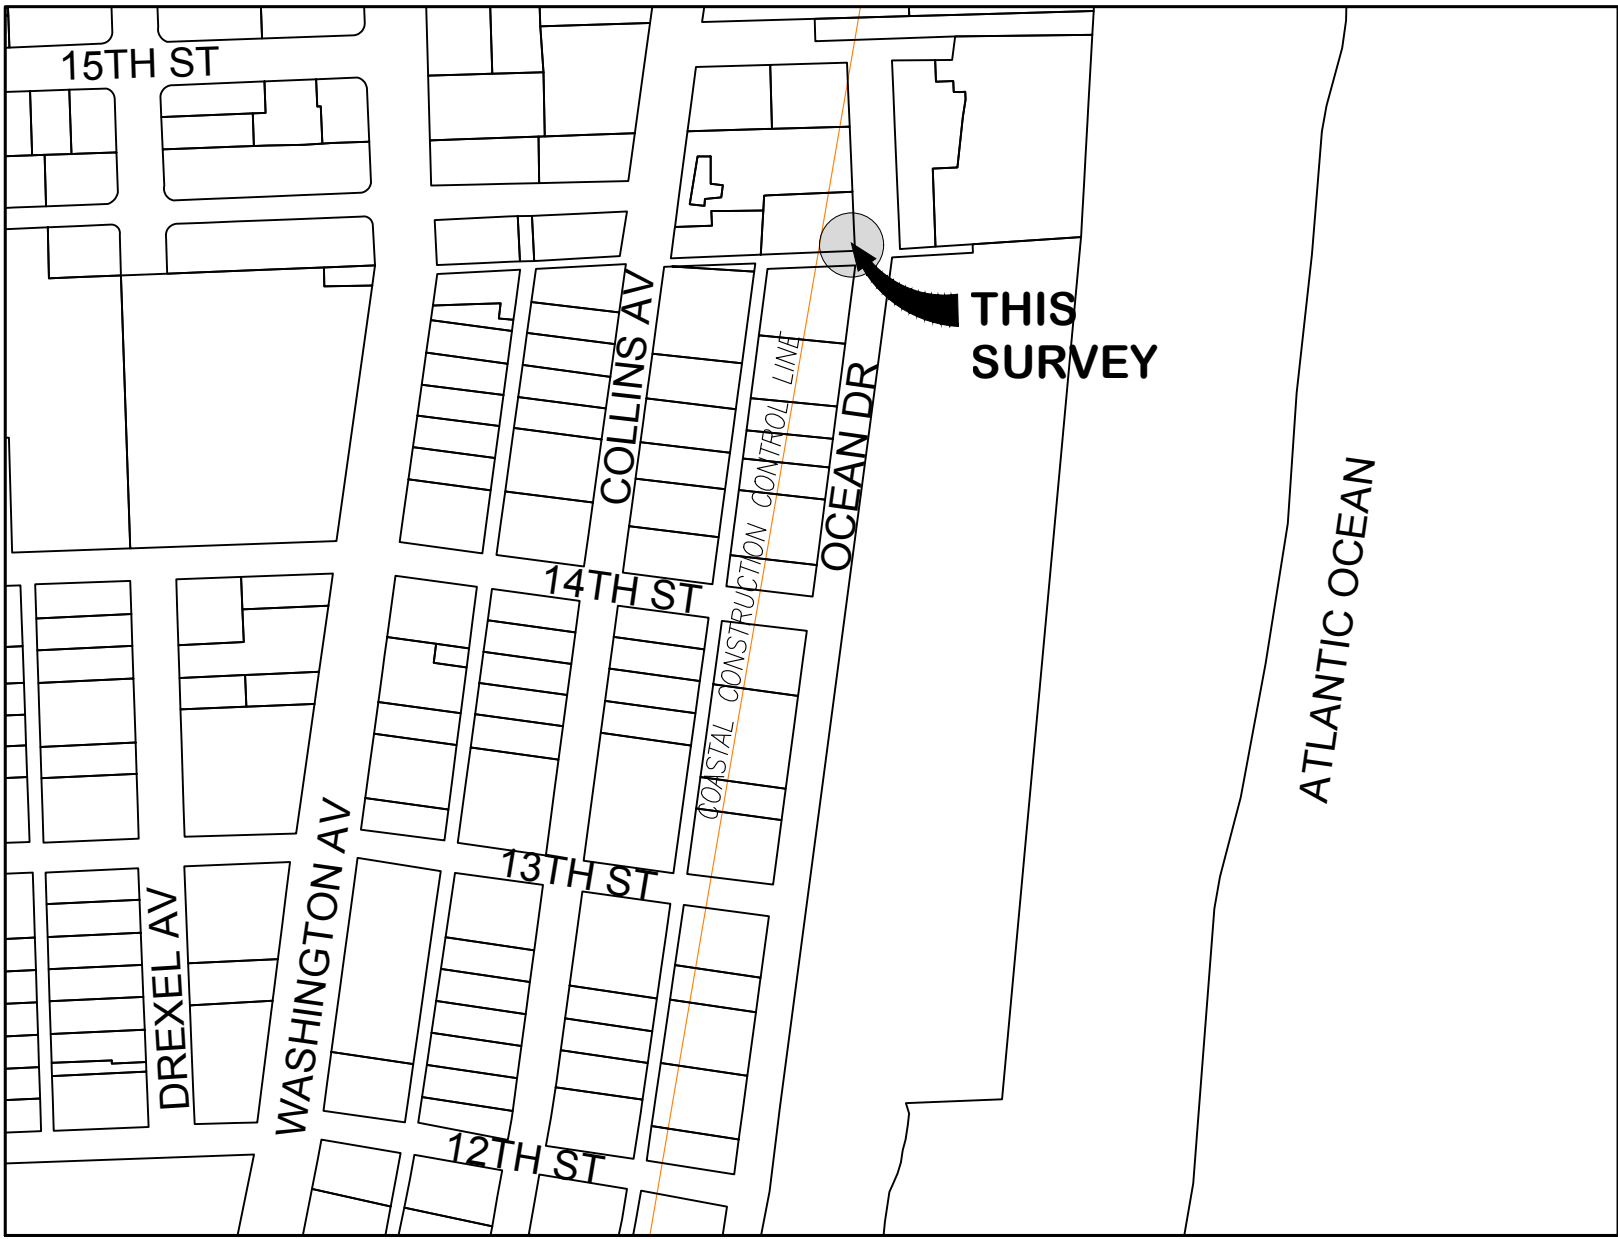 15TH ST
THIS
SURVEY
COLLINS AV
COASTAL CONSTRUCTION CONTROL LINE
OCEAN DR
ATLANTIC OCEAN
14TH ST
13TH ST
WASHINGTON AV
DREXEL AV
12TH ST